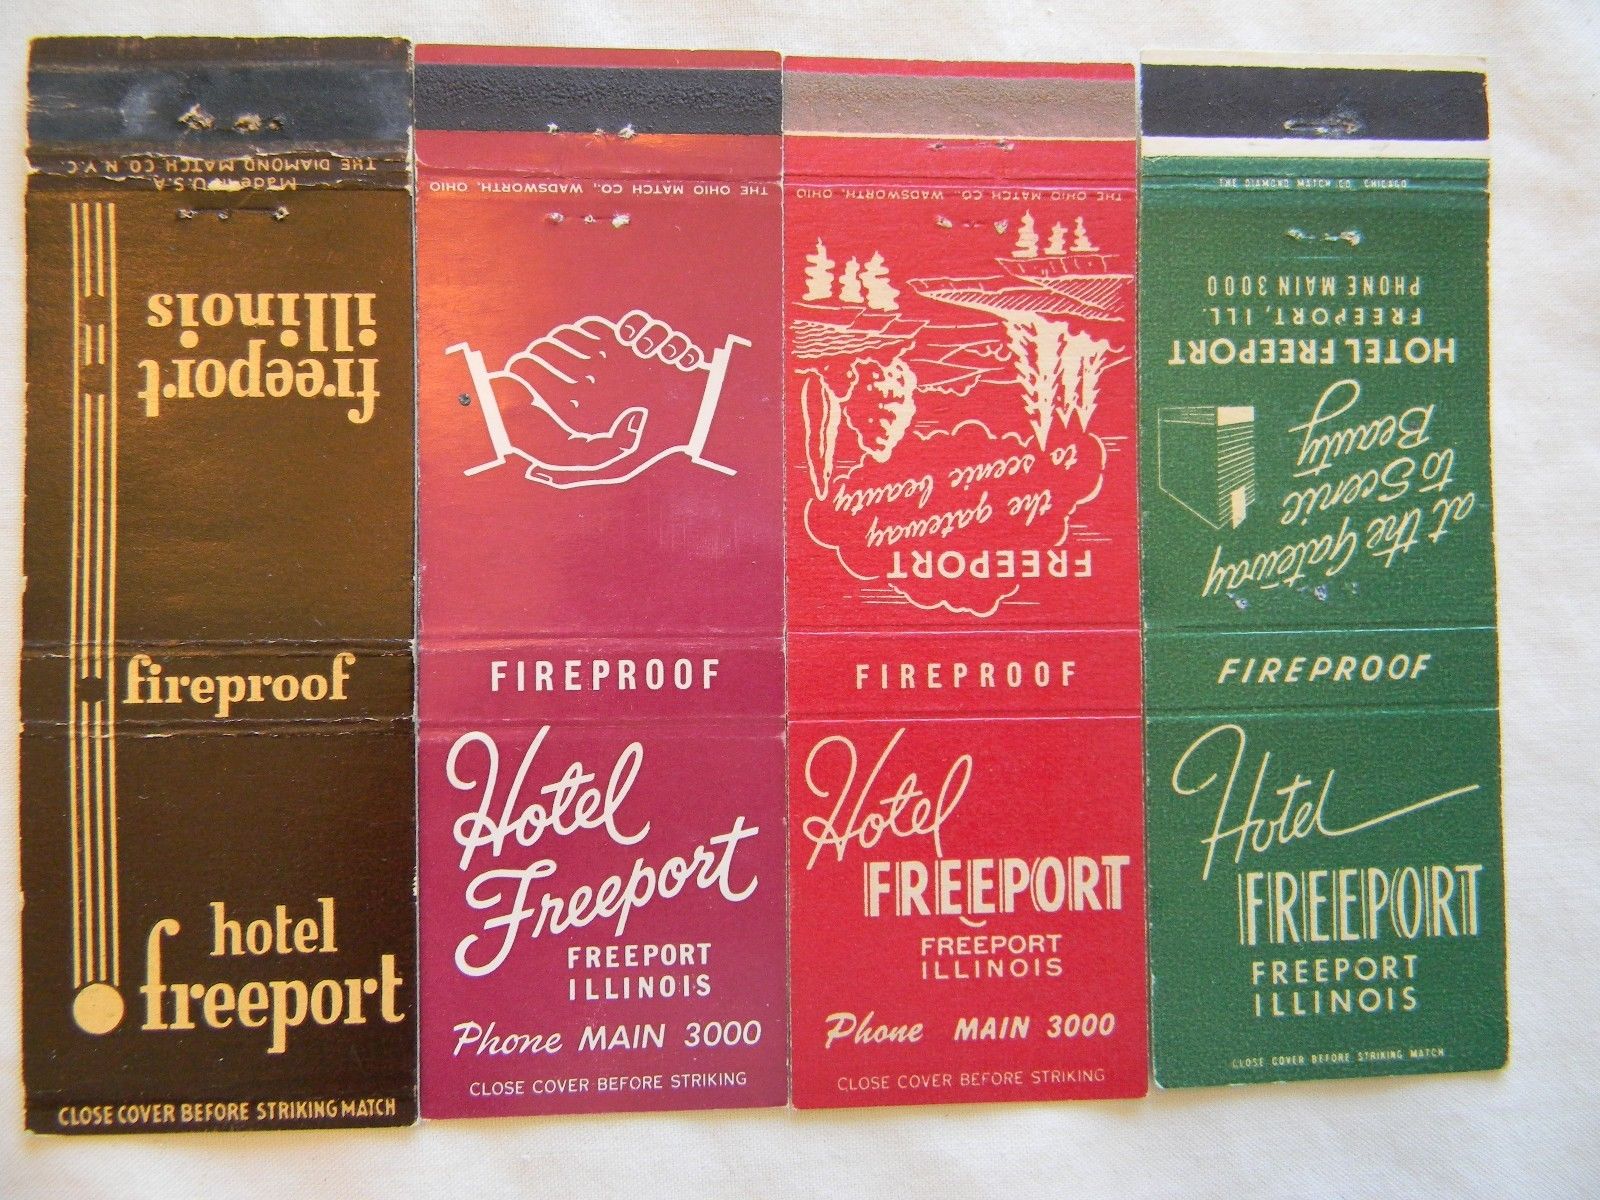 THE DIAMOND MATCH CO. N.Y.C.
Made in U.S.A.
freeport
illinois
fireproof
hotel
freeport
CLOSE COVER BEFORE STRIKING MATCH
THE OHIO MATCH CO., WADSWORTH, OHIO
FIREPROOF
Hotel
Freeport
FREEPORT
ILLINOIS
Phone MAIN 3000
CLOSE COVER BEFORE STRIKING
THE OHIO MATCH CO., WADSWORTH, OHIO
FREEPORT
the gateway
to scenic beauty
FIREPROOF
Hotel
FREEPORT
FREEPORT
ILLINOIS
Phone MAIN 3000
CLOSE COVER BEFORE STRIKING
THE DIAMOND MATCH CO. CHICAGO
at the Gateway
to Scenic
Beauty
HOTEL FREEPORT
FREEPORT, ILL.
PHONE MAIN 3000
FIREPROOF
Hotel
FREEPORT
FREEPORT
ILLINOIS
CLOSE COVER BEFORE STRIKING MATCH